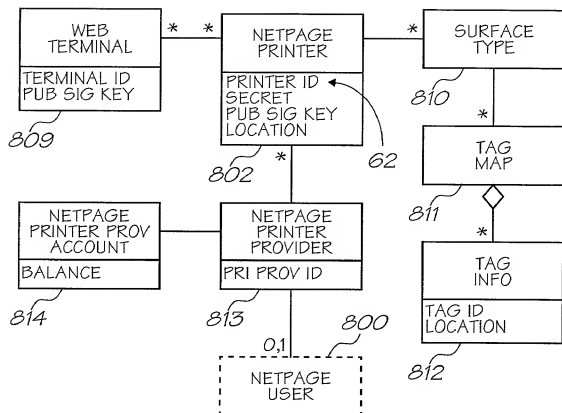 WEB
TERMINAL
TERMINAL ID
PUB SIG KEY
809
*
*
NETPAGE
PRINTER
PRINTER ID
SECRET
PUB SIG KEY
LOCATION
802
62
*
*
SURFACE
TYPE
810
*
TAG
MAP
811
*
TAG
INFO
TAG ID
LOCATION
812
NETPAGE
PRINTER PROV
ACCOUNT
BALANCE
814
NETPAGE
PRINTER
PROVIDER
PRI PROV ID
813
0,1
800
NETPAGE
USER